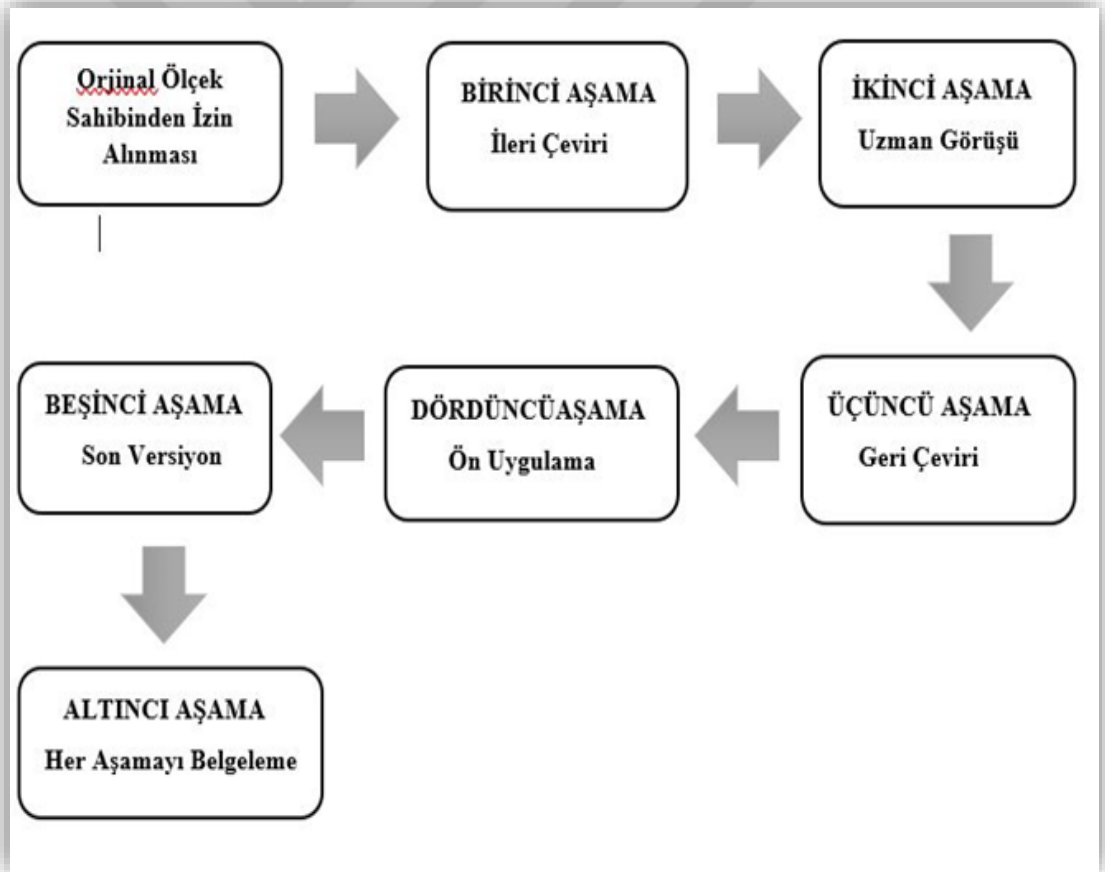 Orjinal Ölçek
Sahibinden İzin
Alınması
BİRİNCİ AŞAMA
İleri Çeviri
İKİNCİ AŞAMA
Uzman Görüşü
ÜÇÜNCÜ AŞAMA
Geri Çeviri
DÖRDÜNCÜAŞAMA
Ön Uygulama
BEŞİNCİ AŞAMA
Son Versiyon
ALTINCI AŞAMA
Her Aşamayı Belgeleme